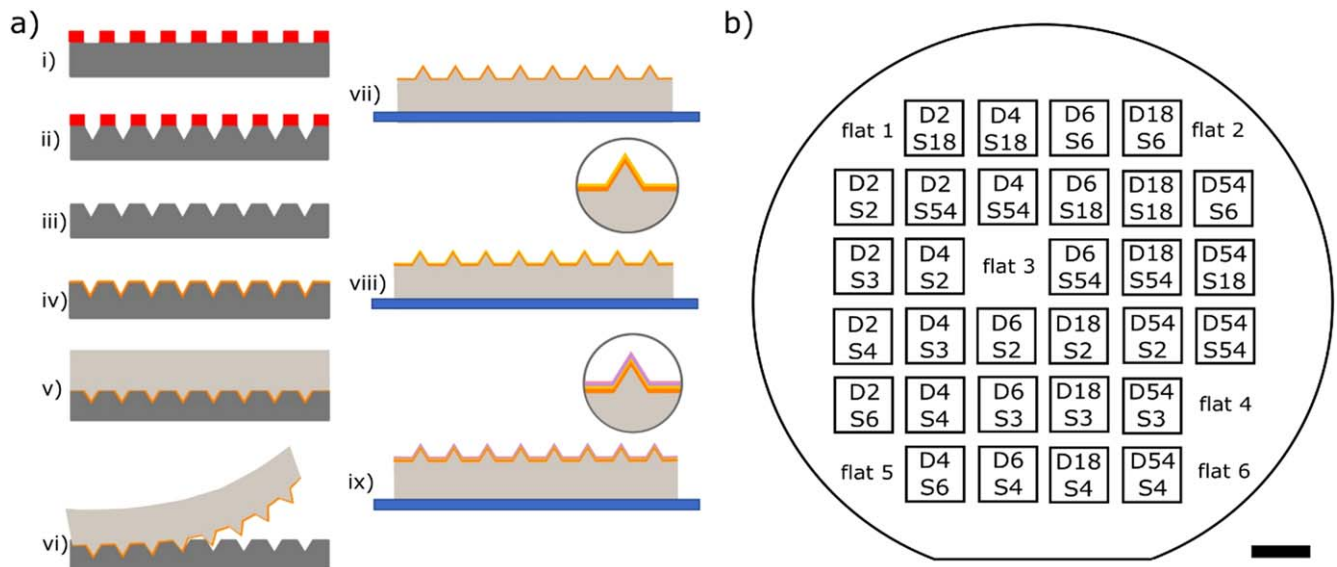 a)
i)
ii)
iii)
iv)
v)
vi)
vii)
viii)
ix)
b)
flat 1
D2
S18
D4
S18
D6
S6
D18
S6
flat 2
D2
S2
D2
S54
D4
S54
D6
S18
D18
S18
D54
S6
D2
S3
D4
S2
flat 3
D6
S54
D18
S54
D54
S18
D2
S4
D4
S3
D6
S2
D18
S2
D54
S2
D54
S54
D2
S6
D4
S4
D6
S3
D18
S3
D54
S3
flat 4
flat 5
D4
S6
D6
S4
D18
S4
D54
S4
flat 6